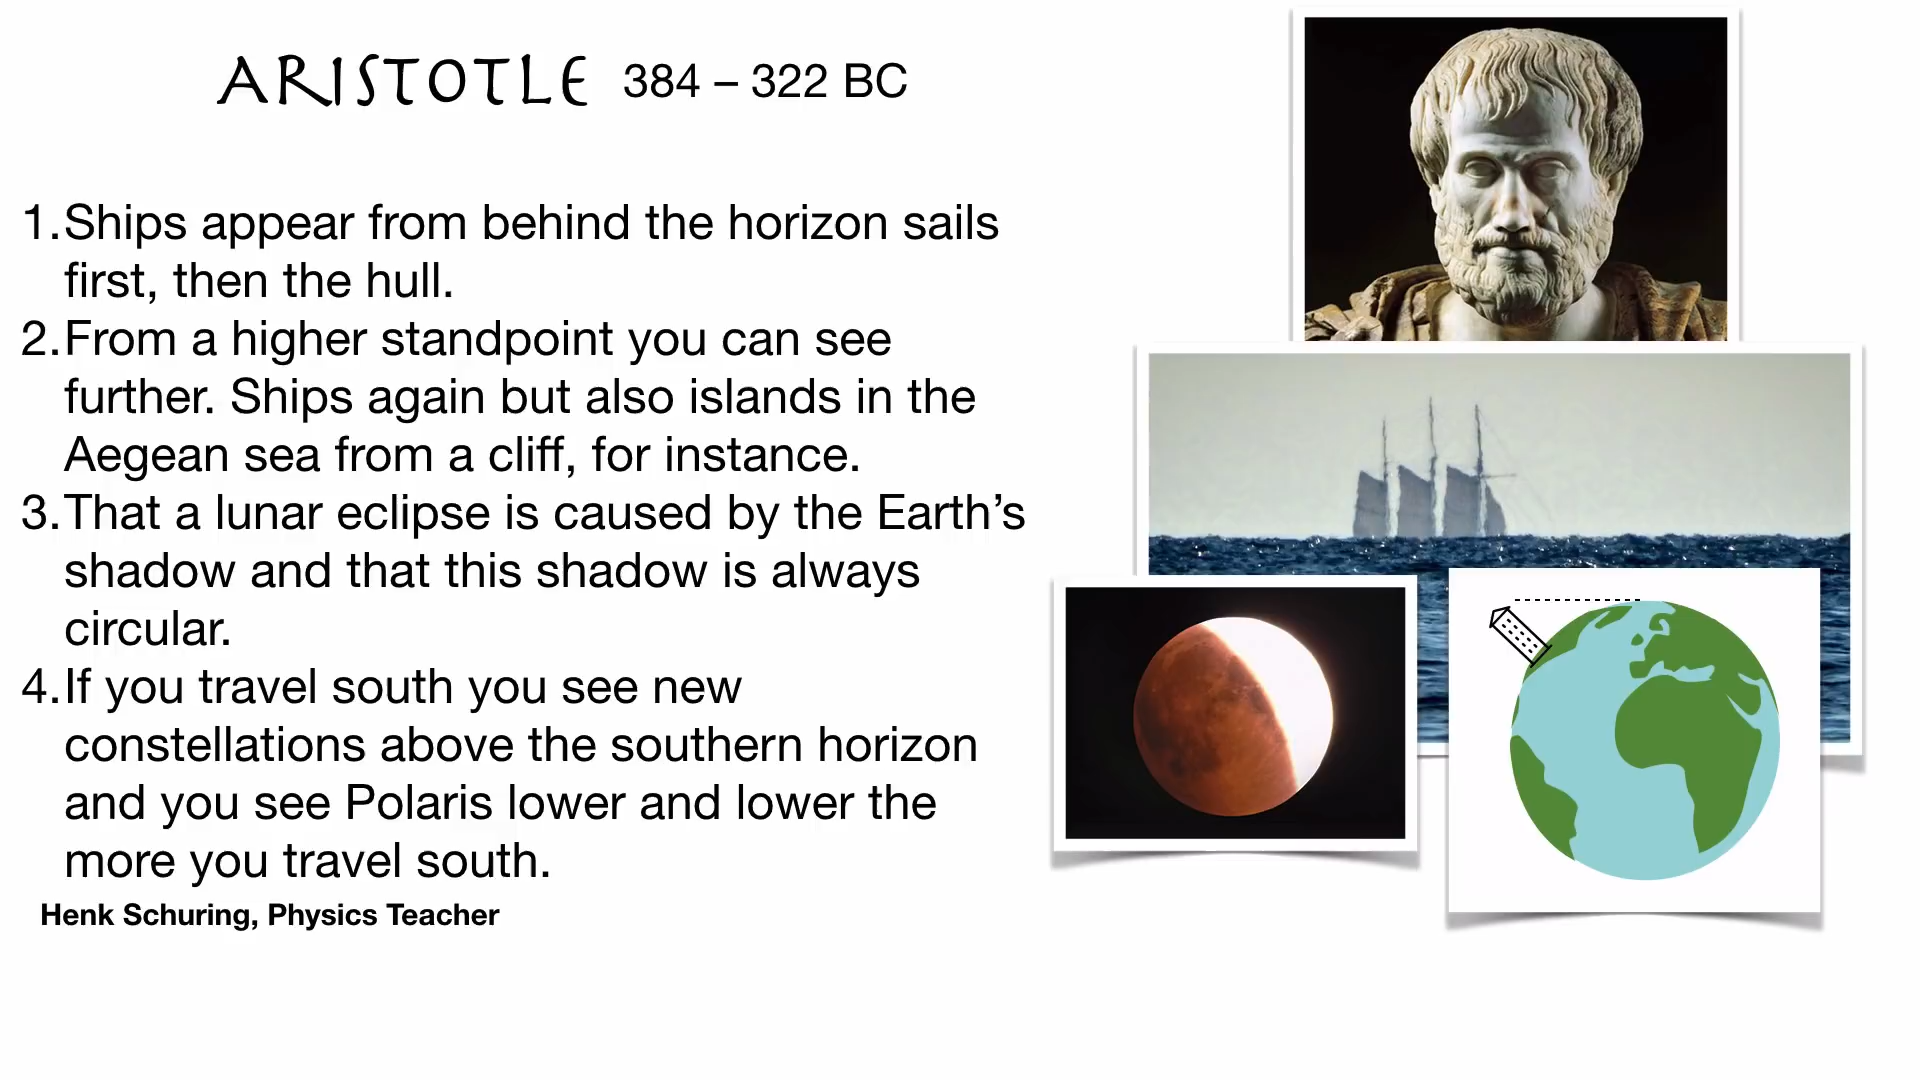 ARISTOTLE 384 – 322 BC
1. Ships appear from behind the horizon sails
first, then the hull.
2. From a higher standpoint you can see
further. Ships again but also islands in the
Aegean sea from a cliff, for instance.
3. That a lunar eclipse is caused by the Earth’s
shadow and that this shadow is always
circular.
4. If you travel south you see new
constellations above the southern horizon
and you see Polaris lower and lower the
more you travel south.
Henk Schuring, Physics Teacher